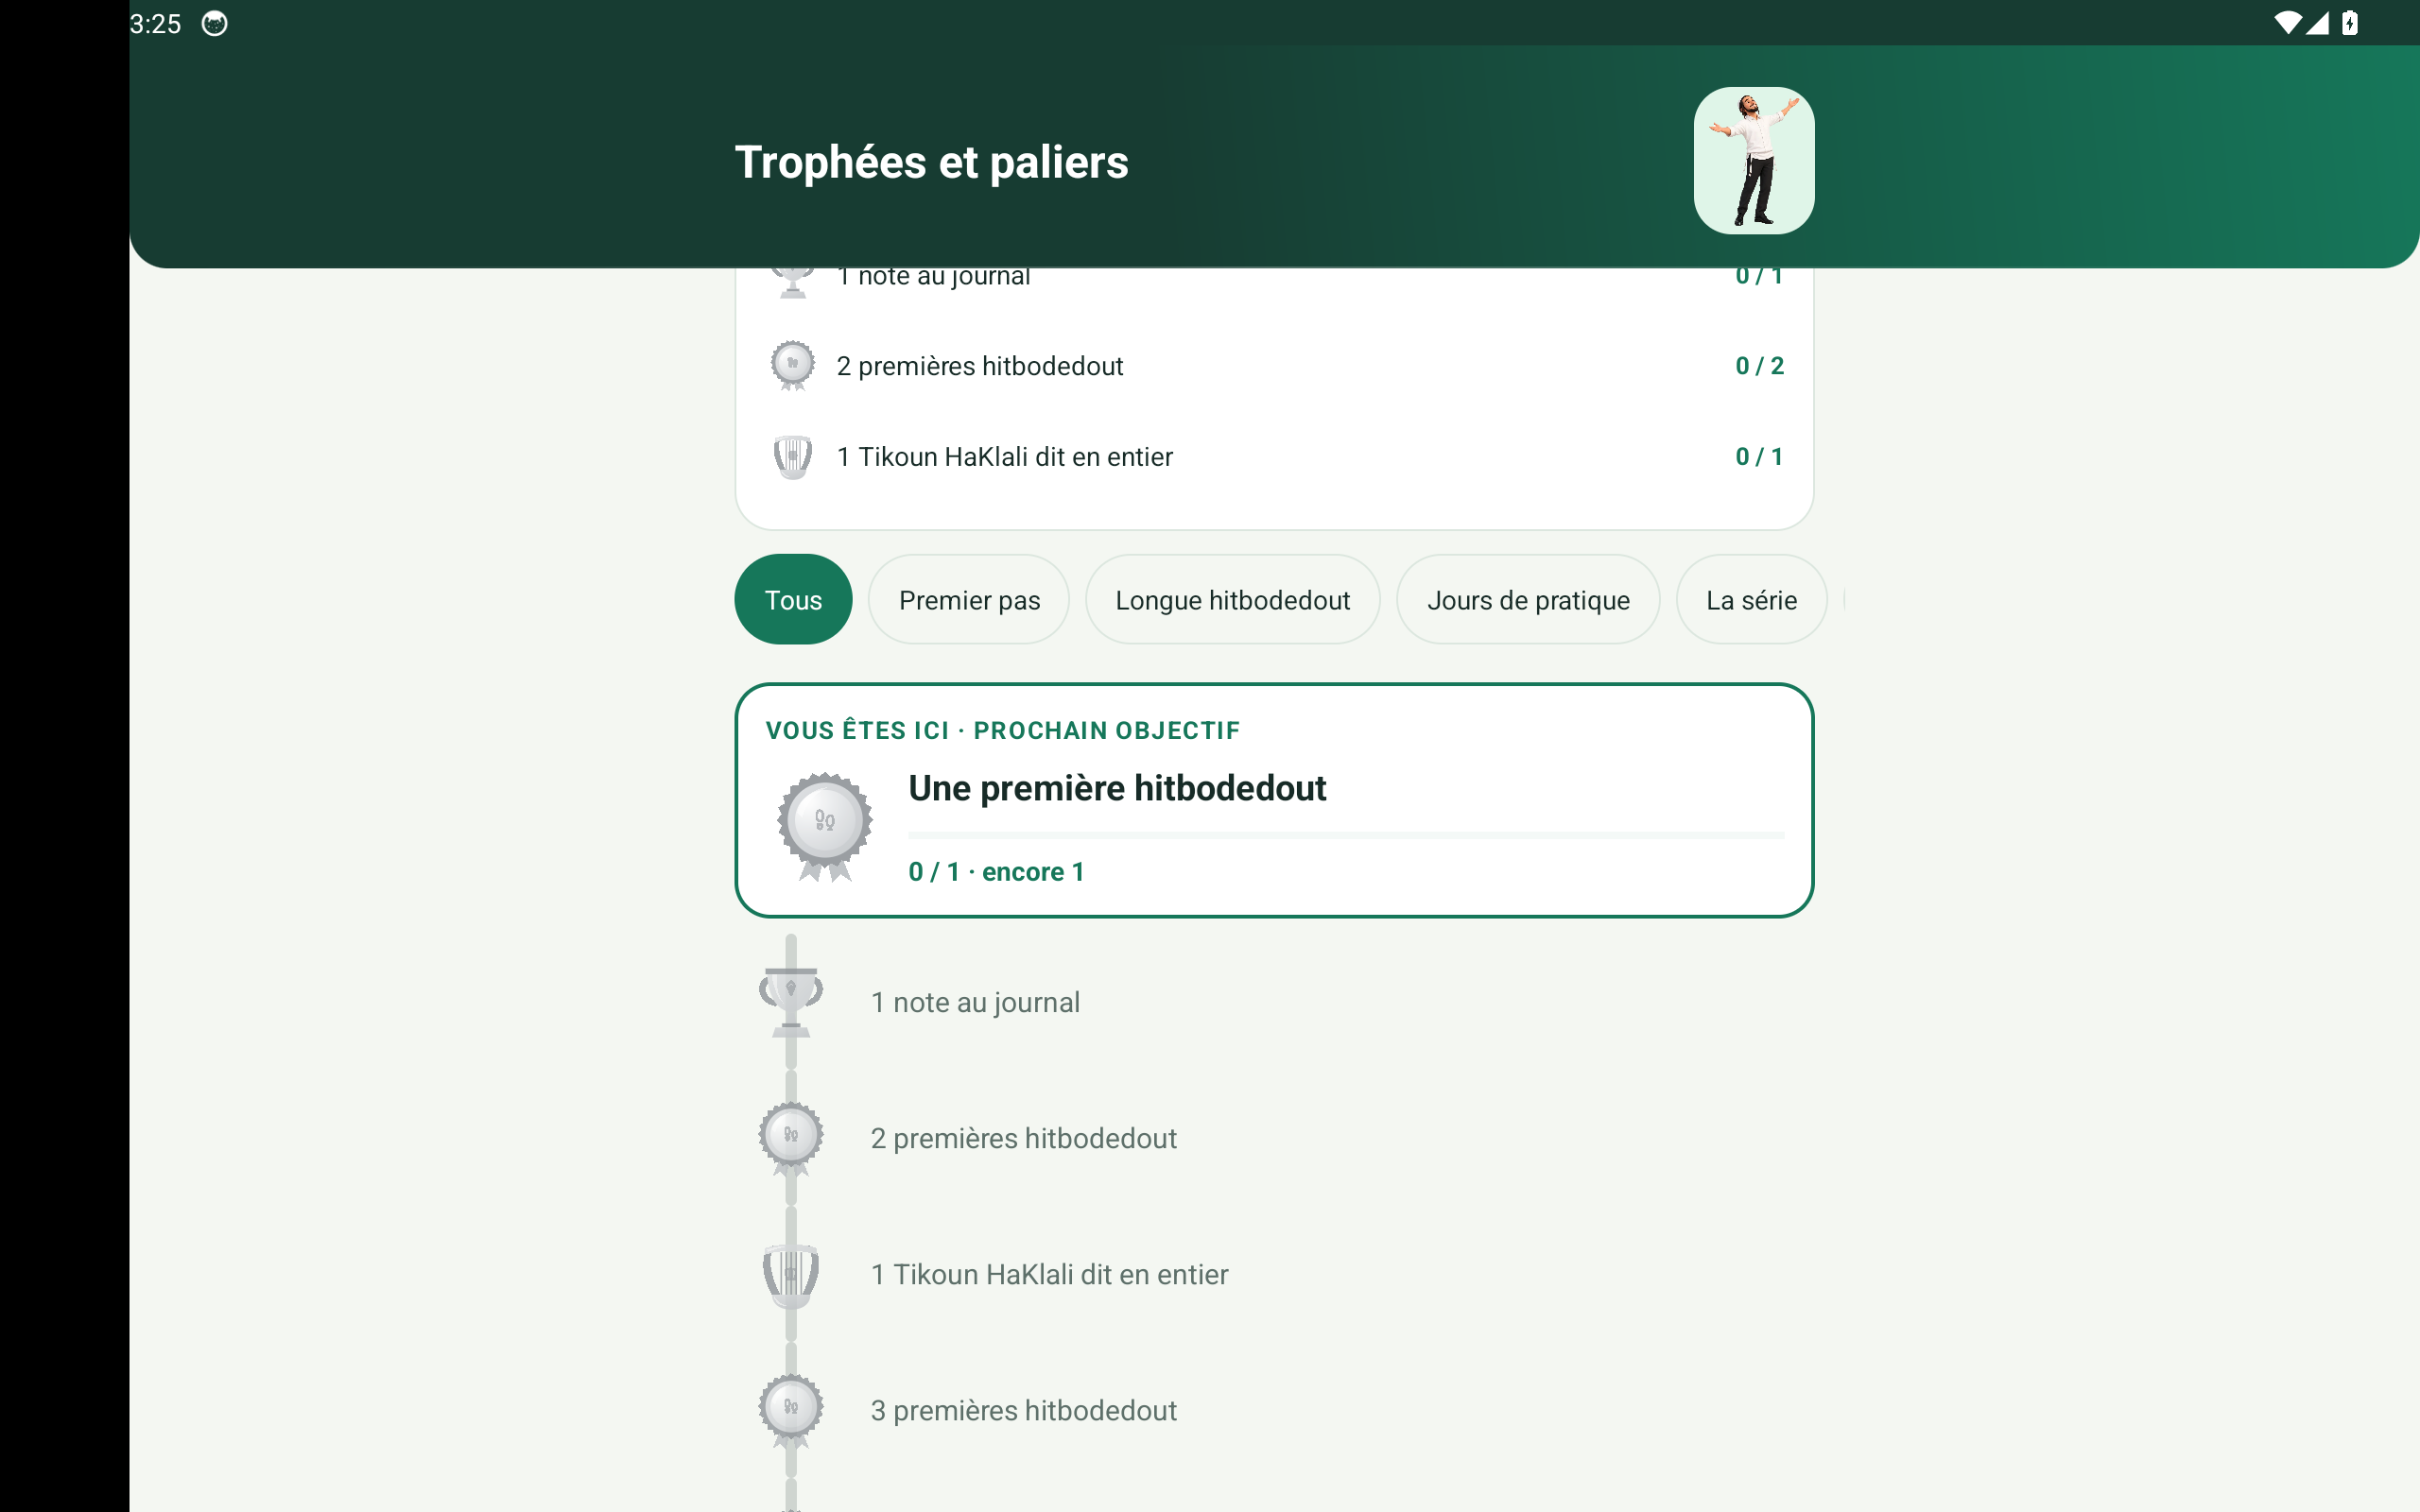 3:25
Trophées et paliers
1 note au journal 0 / 1
2 premières hitbodedout 0 / 2
1 Tikoun HaKlali dit en entier 0 / 1
Tous Premier pas Longue hitbodedout Jours de pratique La série
VOUS ÊTES ICI · PROCHAIN OBJECTIF
Une première hitbodedout
0 / 1 · encore 1
1 note au journal
2 premières hitbodedout
1 Tikoun HaKlali dit en entier
3 premières hitbodedout